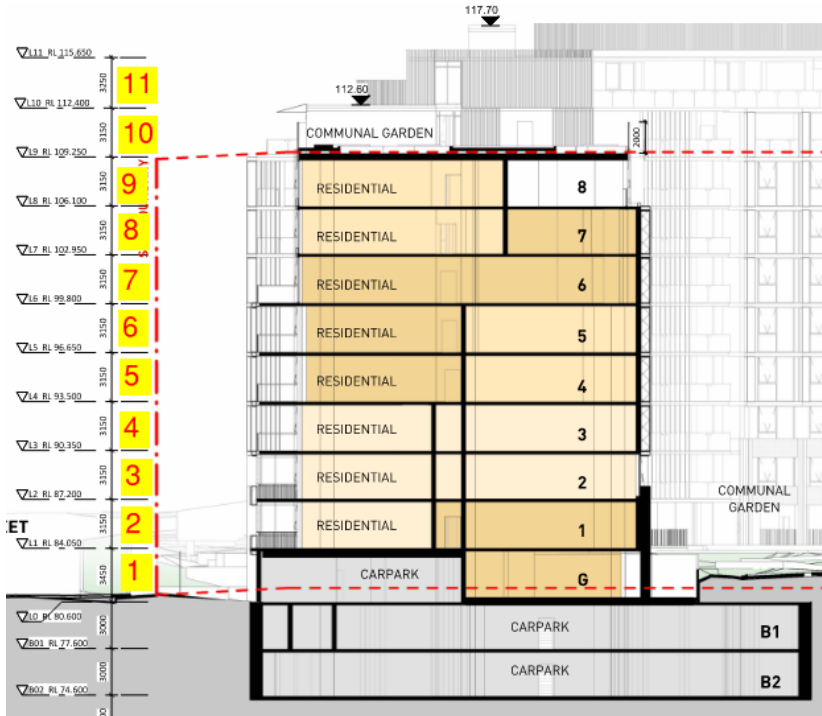 117.70
L11 RL 115,650
3250
11
112.60
L10 RL 112,400
3150
10
COMMUNAL GARDEN
2000
L9 RL 109,250
9
RESIDENTIAL
8
L8 RL 106,100
3150
8
RESIDENTIAL
7
L7 RL 102,950
3150
7
RESIDENTIAL
6
L6 RL 99,800
3150
6
RESIDENTIAL
5
L5 RL 96,650
3150
5
RESIDENTIAL
4
L4 RL 93,500
3150
4
RESIDENTIAL
3
L3 RL 90,350
3150
3
RESIDENTIAL
2
L2 RL 87,200
COMMUNAL
GARDEN
3150
2
RESIDENTIAL
1
EET
L1 RL 84,050
3450
1
CARPARK
G
L0 RL 80,600
3000
CARPARK
B1
B01 RL 77,600
3000
CARPARK
B2
B02 RL 74,600